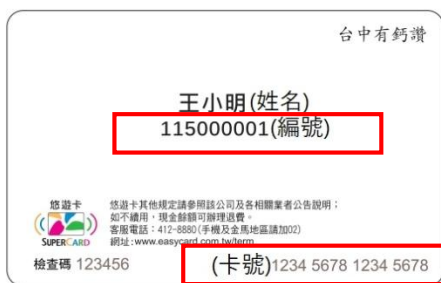 台中有鈣讚
王小明(姓名)
115000001(編號)
悠遊卡
SUPERCARD
悠遊卡其他規定請參照該公司及各相關業者公告說明；
如不續用，現金餘額可辦理退費。
客服電話：412-8880(手機及金馬地區請加02)
網址：www.easycard.com.tw/term
檢查碼 123456
(卡號)1234 5678 1234 5678